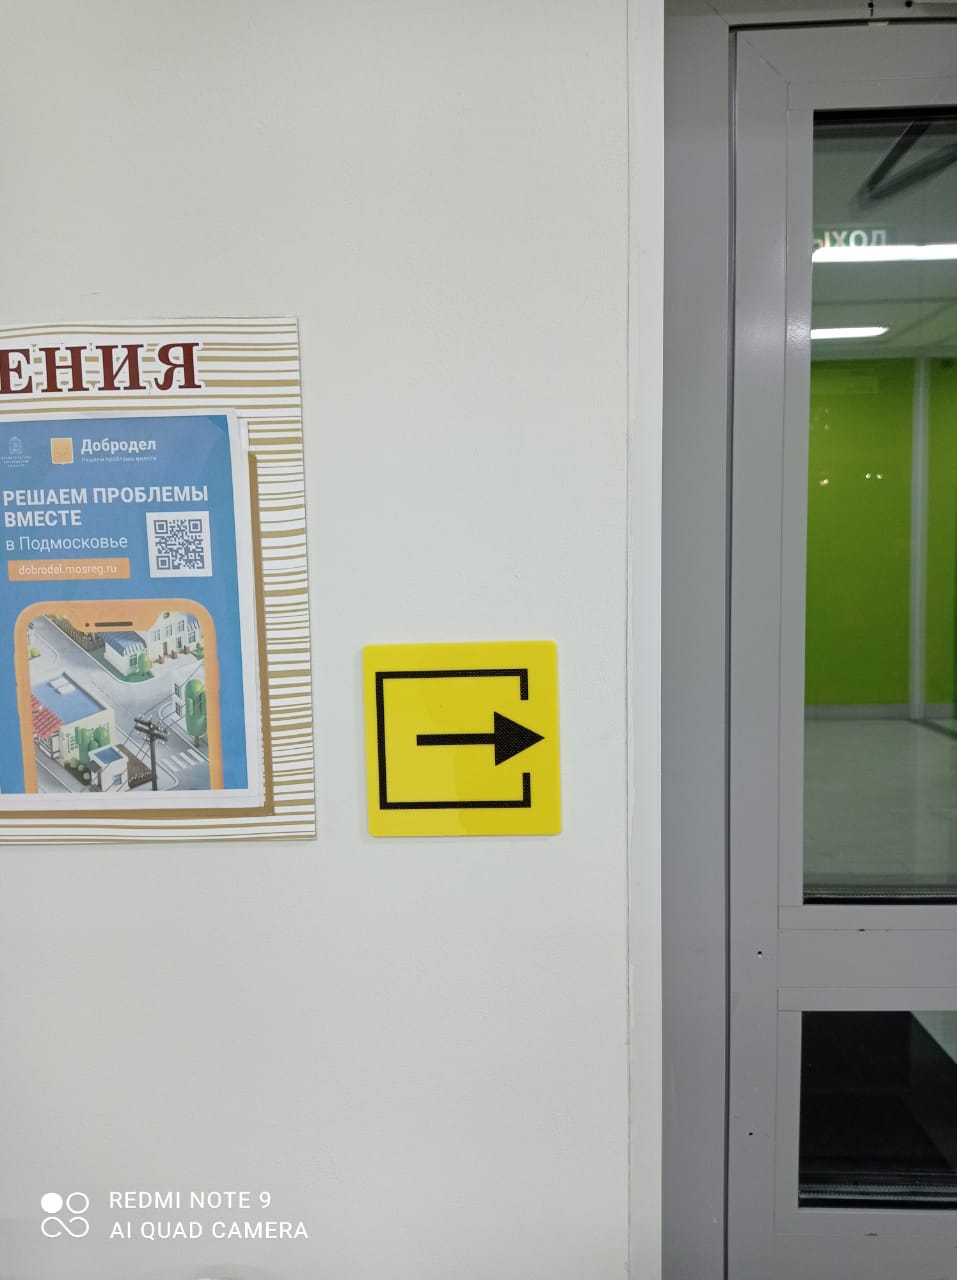 ЕНИЯ
Добродел
Решаем проблемы вместе
РЕШАЕМ ПРОБЛЕМЫ
ВМЕСТЕ
в Подмосковье
dobrodel.mosreg.ru
ЫХОД
REDMI NOTE 9
AI QUAD CAMERA